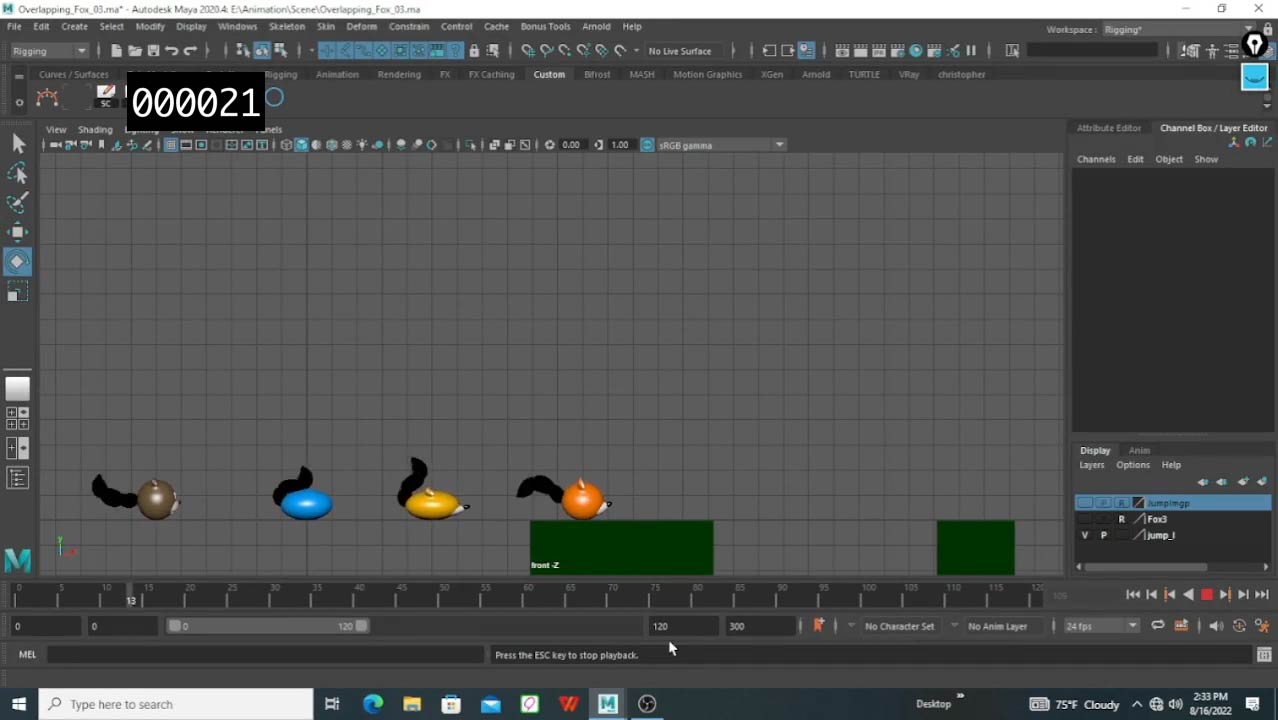 Overlapping_Fox_03.ma* - Autodesk Maya 2020.4: E:\Animation\Scene\Overlapping_Fox_03.ma
File Edit Create Select Modify Display Windows Skeleton Skin Deform Constrain Control Cache Bonus Tools Arnold Help
Workspace: Rigging*
Rigging No Live Surface
Curves / Surfaces Rigging Animation Rendering FX FX Caching Custom Bifrost MASH Motion Graphics XGen Arnold TURTLE VRay christopher
SC
000021
View Shading Panels
0.00 1.00 sRGB gamma
Attribute Editor Channel Box / Layer Editor
Channels Edit Object Show
front -Z
y
Display Anim
Layers Options Help
R JumpImgp
R Fox3
V P jump_l
0 5 10 15 20 25 30 35 40 45 50 55 60 65 70 75 80 85 90 95 100 105 110 115 120
13
109
0 0 0 120 120 300 No Character Set No Anim Layer 24 fps
MEL Press the ESC key to stop playback.
Type here to search
Desktop
75°F Cloudy
2:33 PM
8/16/2022